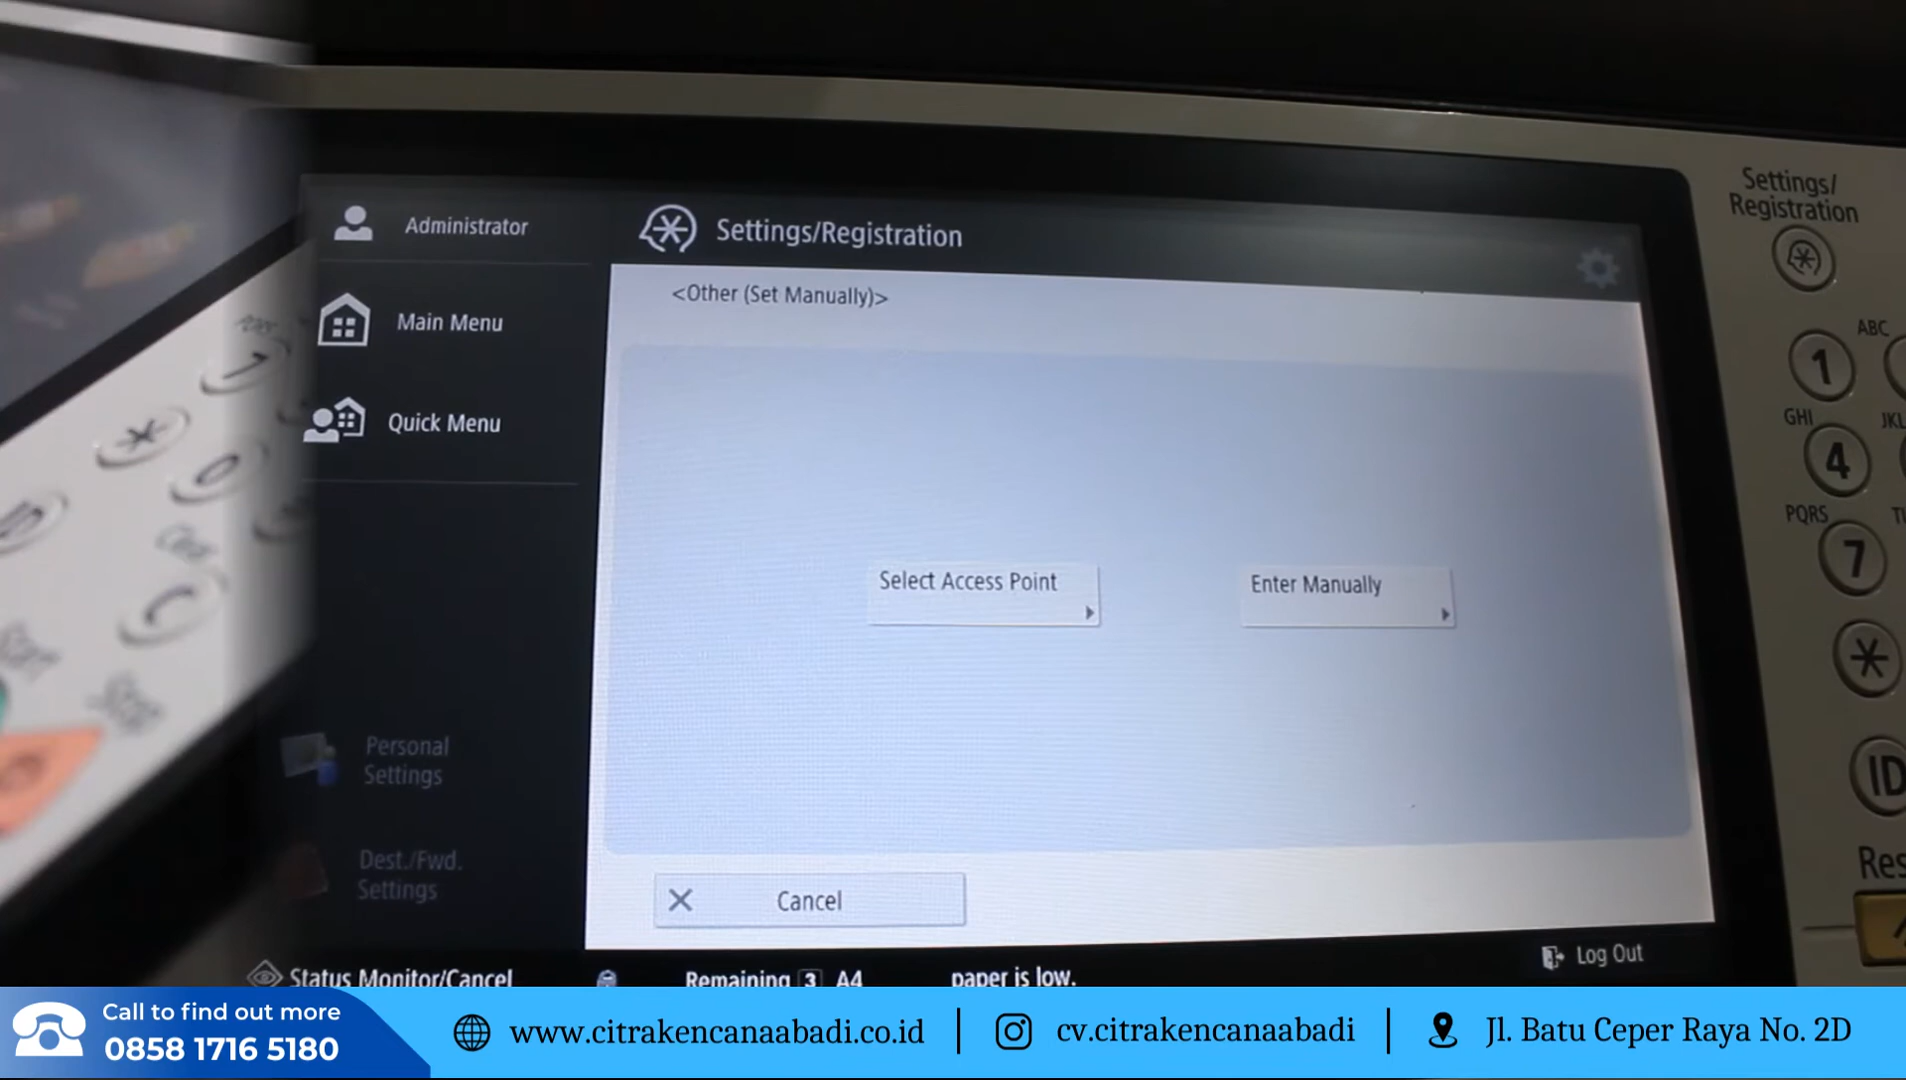 Settings/
Registration
Administrator
Settings/Registration
<Other (Set Manually)>
Main Menu
Quick Menu
Select Access Point
Enter Manually
Personal
Settings
Dest./Fwd.
Settings
Cancel
Log Out
Status Monitor/Cancel
Remaining 3 A4 paper is low.
ABC
1
GHI
JKL
4
PQRS
7
*
ID
*
0
C
Stop
Call to find out more
0858 1716 5180
www.citrakencanaabadi.co.id
cv.citrakencanaabadi
Jl. Batu Ceper Raya No. 2D